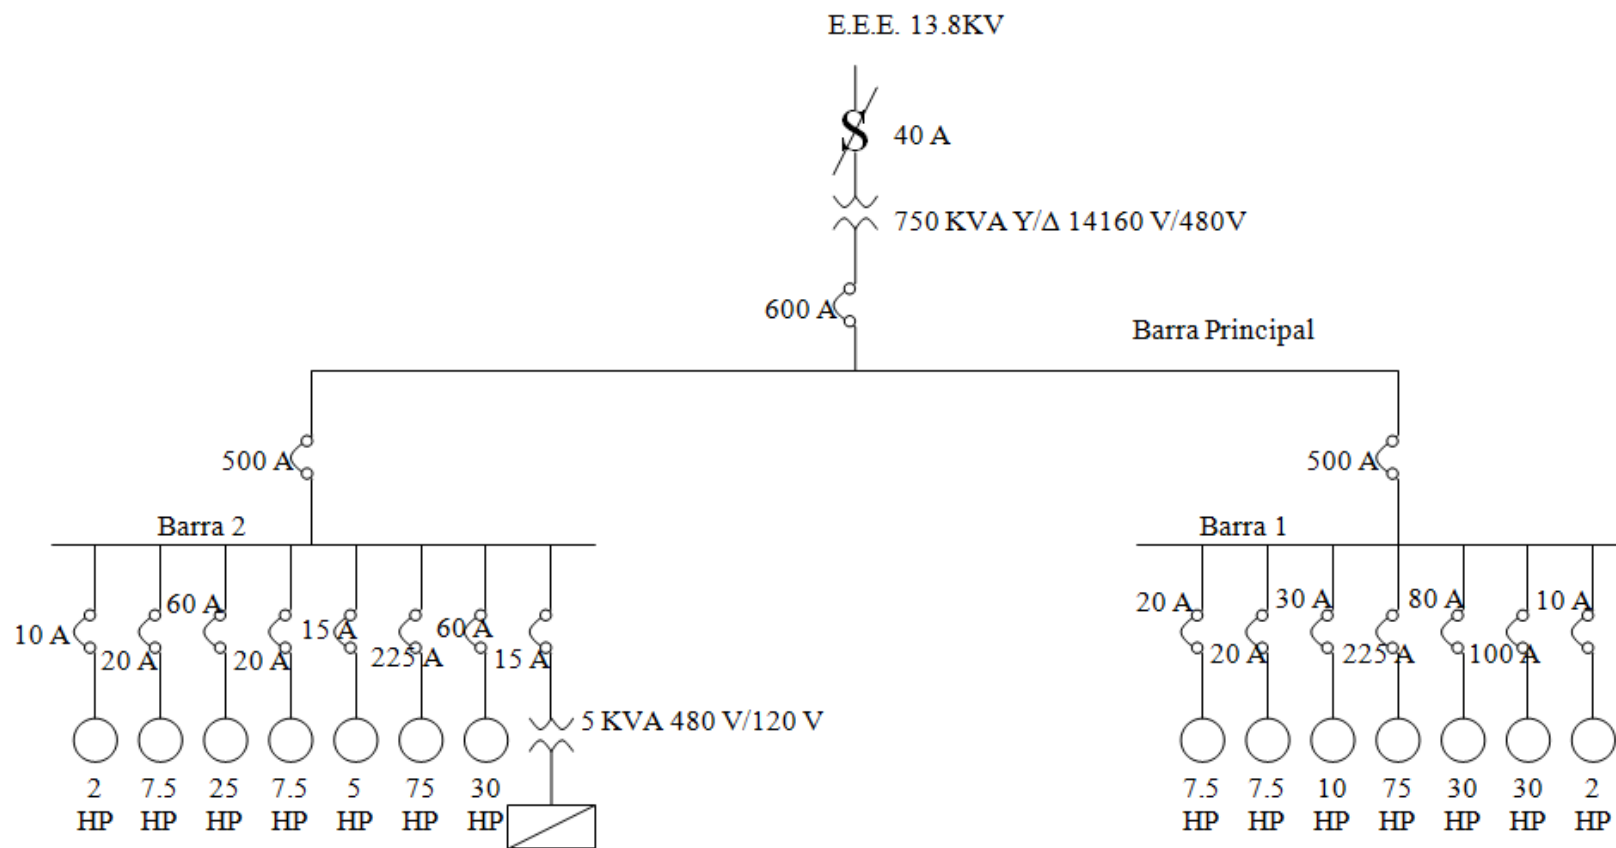 E.E.E. 13.8KV
S
40 A
750 KVA Y/Δ 14160 V/480V
600 A
Barra Principal
500 A
500 A
Barra 2
Barra 1
10 A
20 A
60 A
20 A
15 A
225 A
60 A
15 A
20 A
20 A
30 A
225 A
80 A
100 A
10 A
5 KVA 480 V/120 V
2 7.5 25 7.5 5 75 30
HP HP HP HP HP HP HP
7.5 7.5 10 75 30 30 2
HP HP HP HP HP HP HP